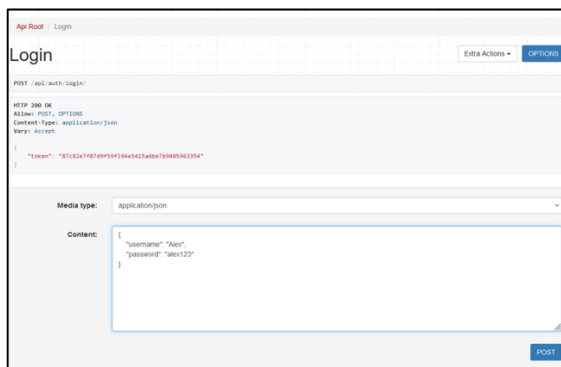 Api Root / Login
Login
Extra Actions
OPTIONS
POST /api/auth/login/
HTTP 200 OK
Allow: POST, OPTIONS
Content-Type: application/json
Vary: Accept
{
"token": "87c82e7f87d9f59f194e5415a6be7b9405963354"
}
Media type:
application/json
Content:
{
"username": "Alex",
"password": "alex123"
}
POST